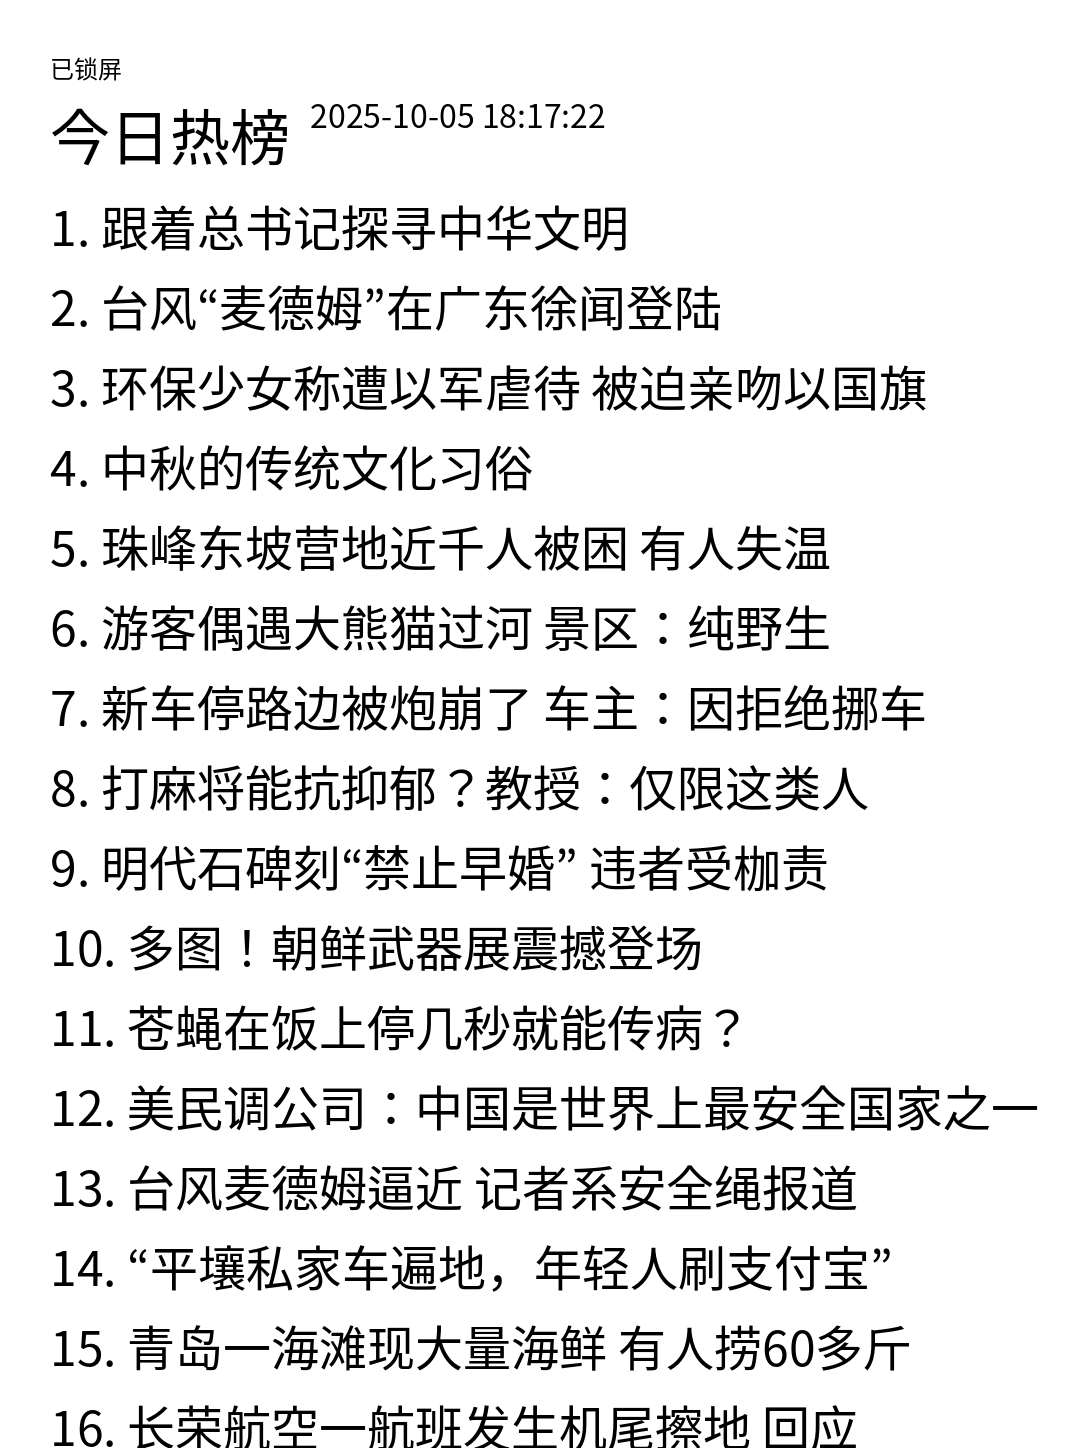 已锁屏
今日热榜 2025-10-05 18:17:22
1. 跟着总书记探寻中华文明
2. 台风“麦德姆”在广东徐闻登陆
3. 环保少女称遭以军虐待 被迫亲吻以国旗
4. 中秋的传统文化习俗
5. 珠峰东坡营地近千人被困 有人失温
6. 游客偶遇大熊猫过河 景区：纯野生
7. 新车停路边被炮崩了 车主：因拒绝挪车
8. 打麻将能抗抑郁？教授：仅限这类人
9. 明代石碑刻“禁止早婚” 违者受枷责
10. 多图！朝鲜武器展震撼登场
11. 苍蝇在饭上停几秒就能传病？
12. 美民调公司：中国是世界上最安全国家之一
13. 台风麦德姆逼近 记者系安全绳报道
14. “平壤私家车遍地，年轻人刷支付宝”
15. 青岛一海滩现大量海鲜 有人捞60多斤
16. 长荣航空一航班发生机尾擦地 回应